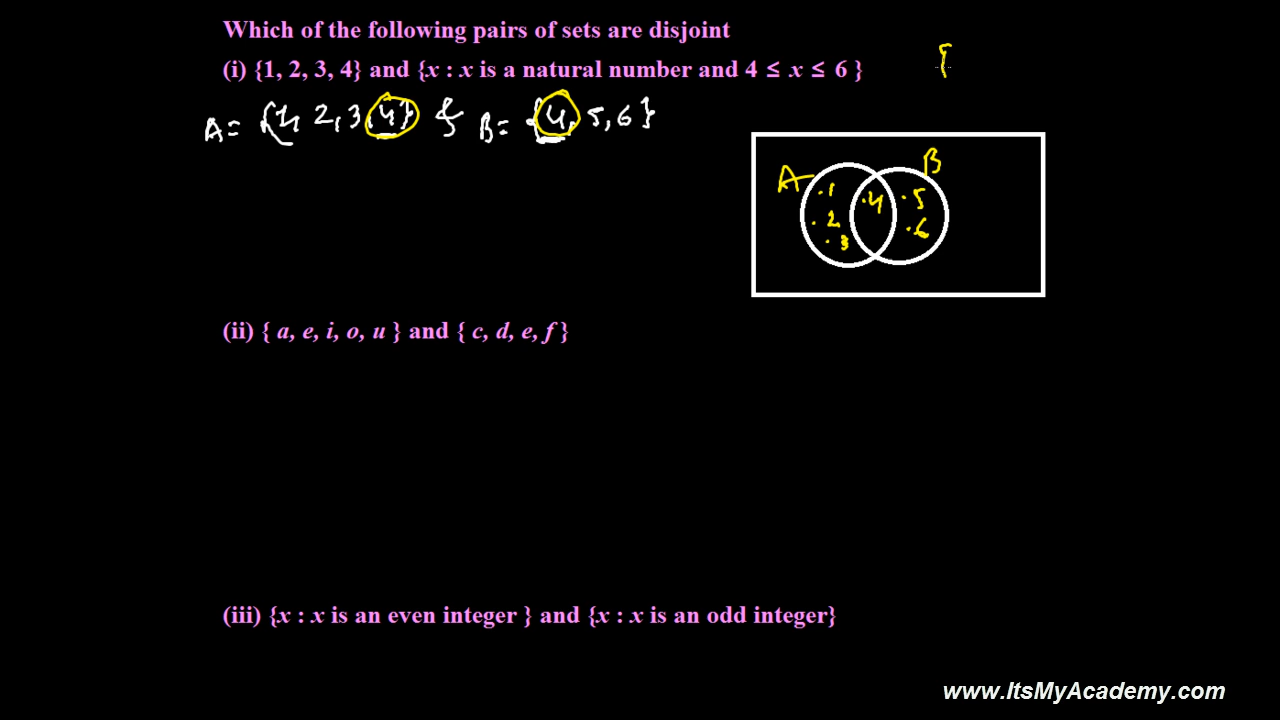 Which of the following pairs of sets are disjoint
(i) {1, 2, 3, 4} and {x : x is a natural number and 4 ≤ x ≤ 6 }
{
A = {1, 2, 3, 4} & B = {4, 5, 6}
A B
.1 .4 .5
.2 .6
.3
(ii) { a, e, i, o, u } and { c, d, e, f }
(iii) {x : x is an even integer } and {x : x is an odd integer}
www.ItsMyAcademy.com